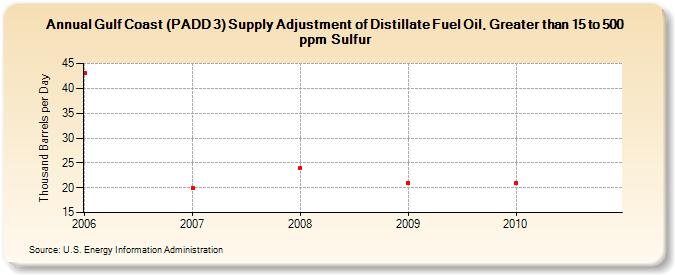 Annual Gulf Coast (PADD 3) Supply Adjustment of Distillate Fuel Oil, Greater than 15 to 500
ppm Sulfur
Thousand Barrels per Day
45
40
35
30
25
20
15
2006 2007 2008 2009 2010
Source: U.S. Energy Information Administration